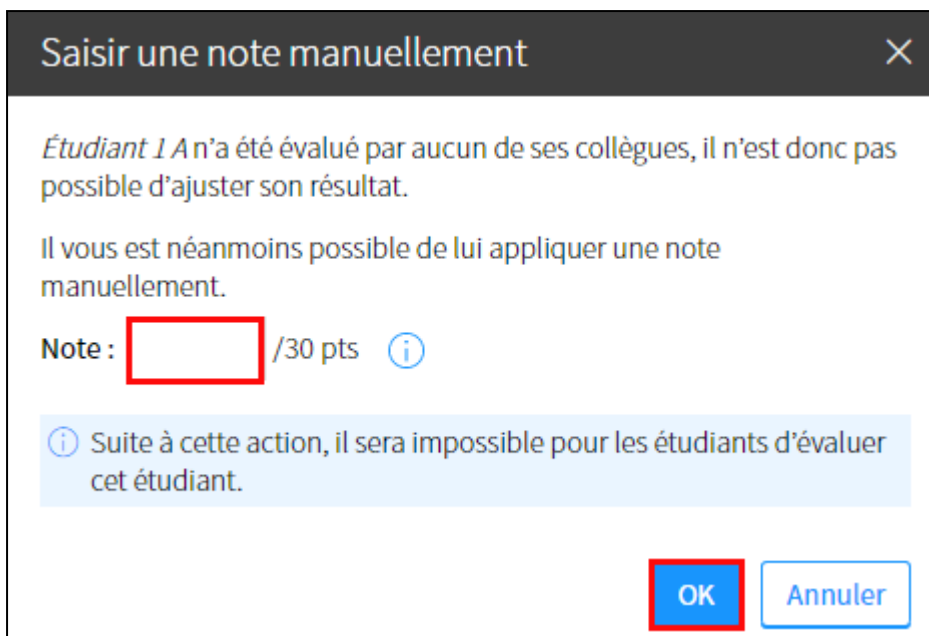 Saisir une note manuellement
Étudiant 1 A n’a été évalué par aucun de ses collègues, il n’est donc pas
possible d’ajuster son résultat.
Il vous est néanmoins possible de lui appliquer une note
manuellement.
Note : /30 pts
Suite à cette action, il sera impossible pour les étudiants d’évaluer
cet étudiant.
OK Annuler